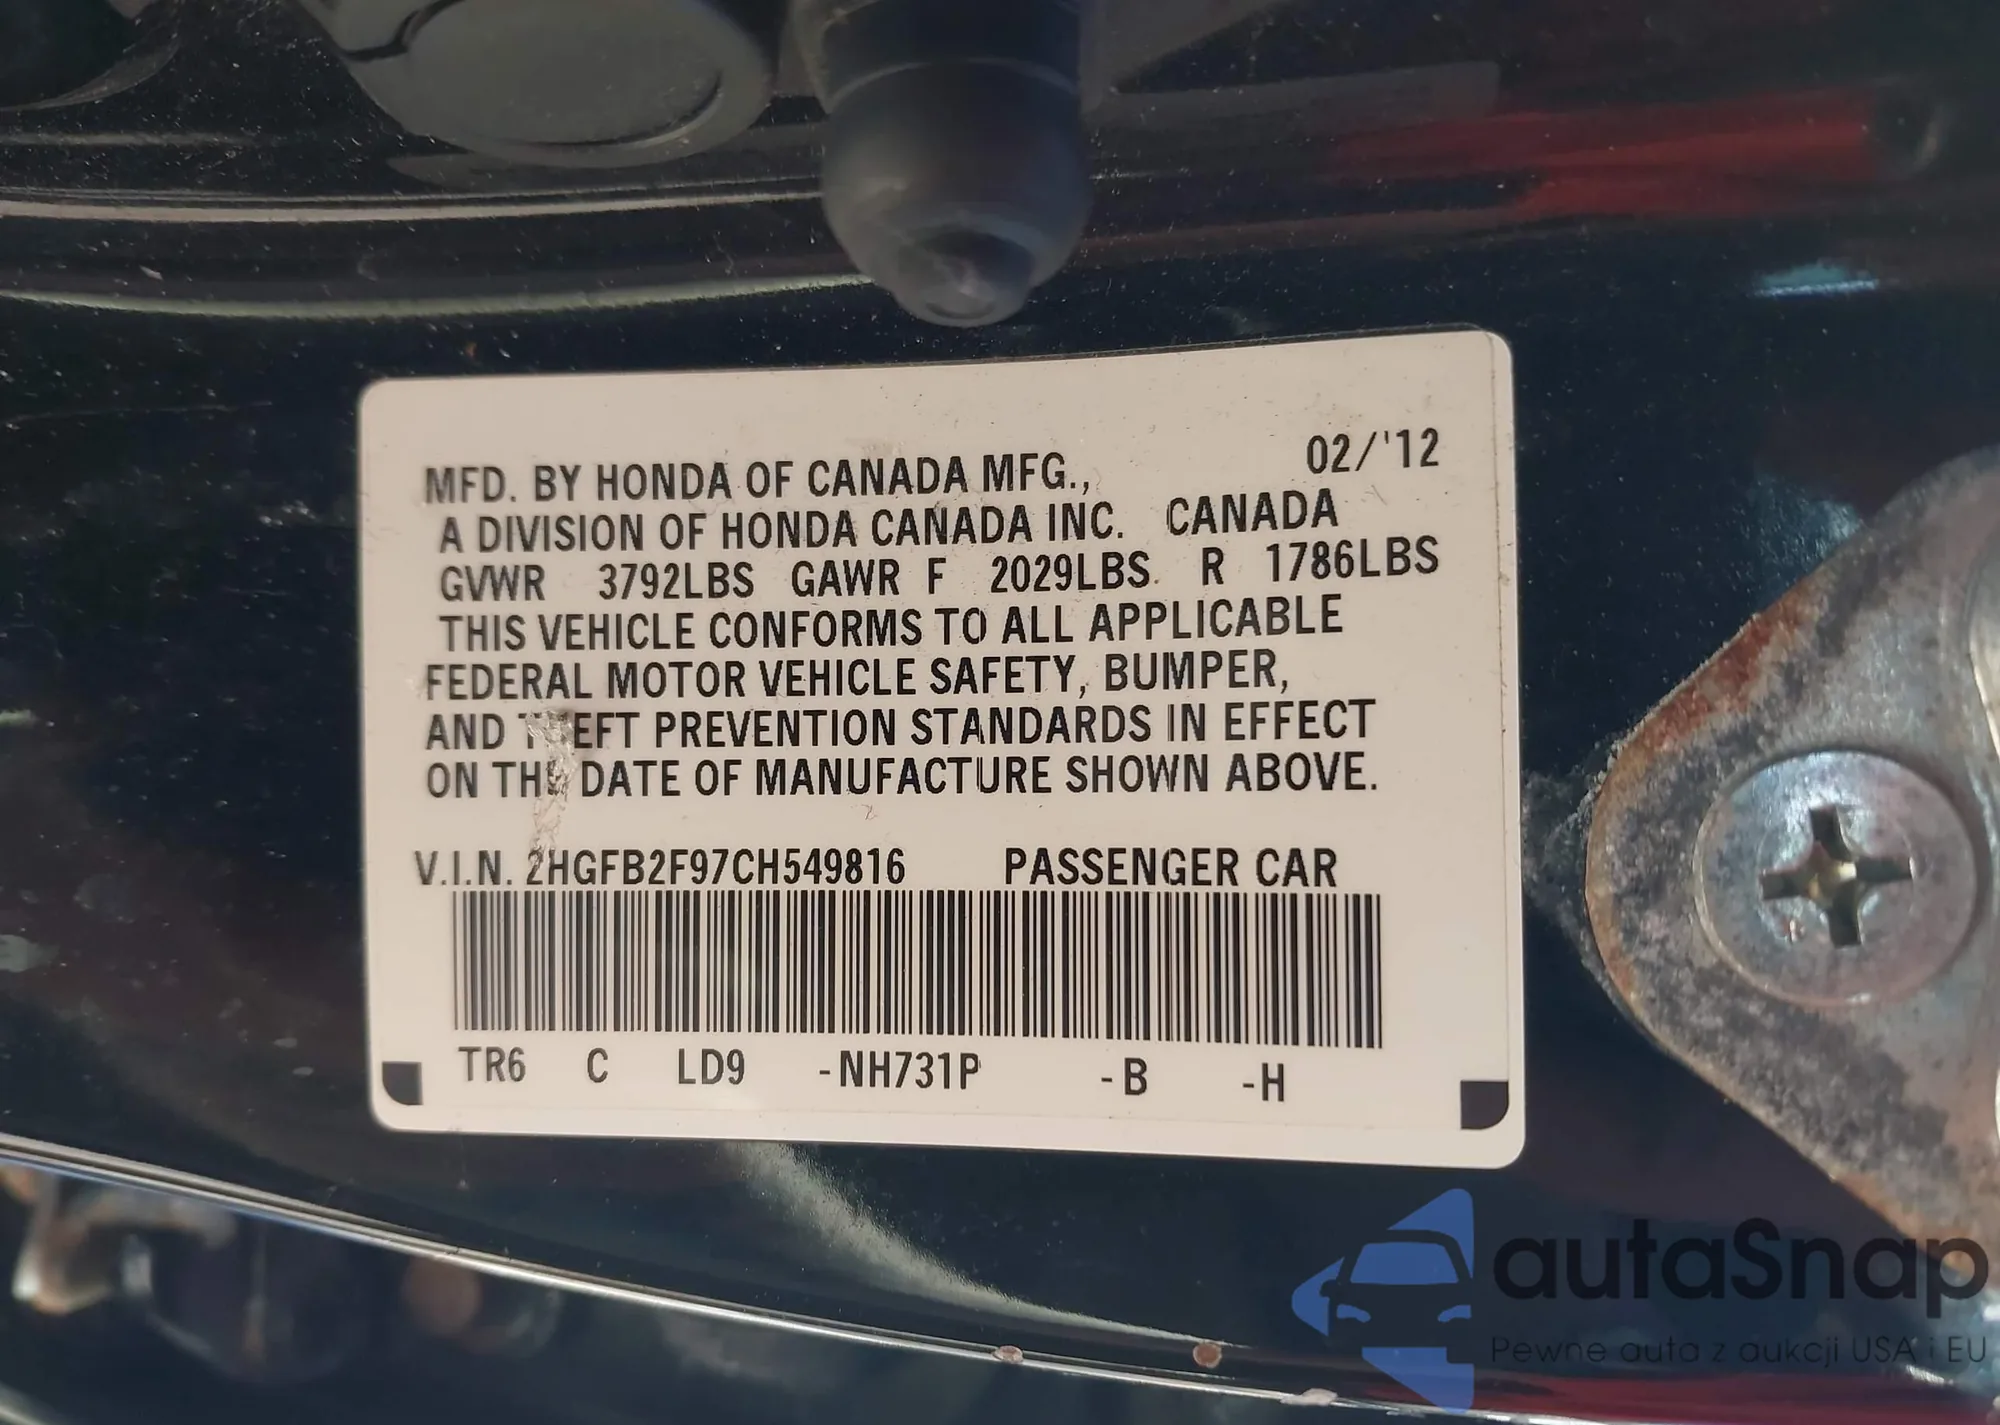 02/'12
MFD. BY HONDA OF CANADA MFG.,
A DIVISION OF HONDA CANADA INC. CANADA
GVWR 3792LBS GAWR F 2029LBS R 1786LBS
THIS VEHICLE CONFORMS TO ALL APPLICABLE
FEDERAL MOTOR VEHICLE SAFETY, BUMPER,
AND THEFT PREVENTION STANDARDS IN EFFECT
ON THE DATE OF MANUFACTURE SHOWN ABOVE.
V.I.N. 2HGFB2F97CH549816 PASSENGER CAR
TR6 C LD9 -NH731P -B -H
autaSnap
Pewne auta z aukcji USA i EU